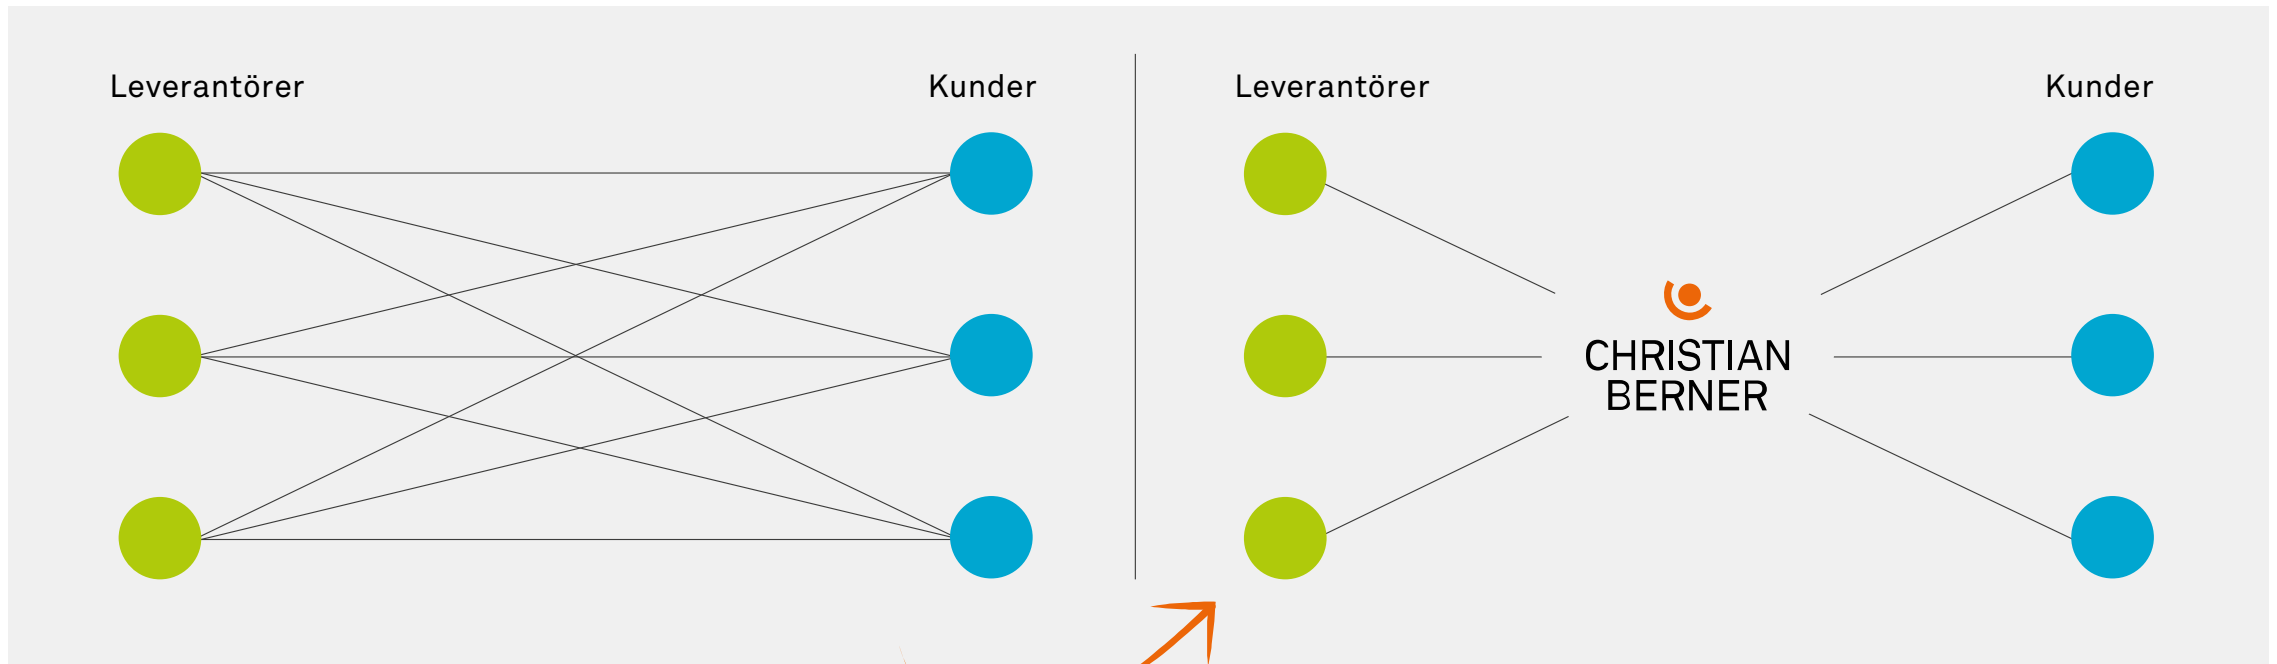 Leverantörer
Kunder
Leverantörer
Kunder
CHRISTIAN
BERNER